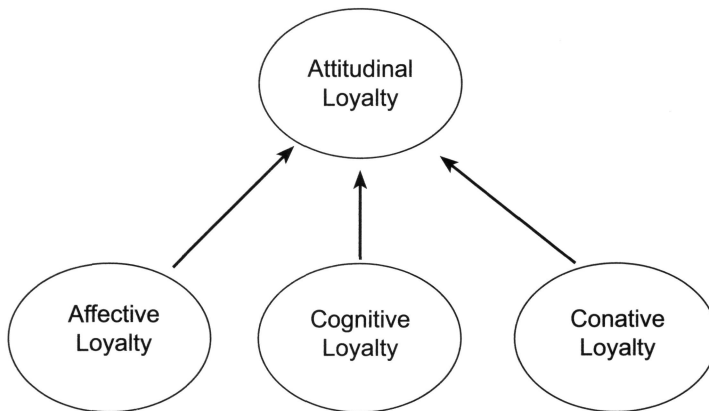 Attitudinal
Loyalty
Affective
Loyalty
Cognitive
Loyalty
Conative
Loyalty